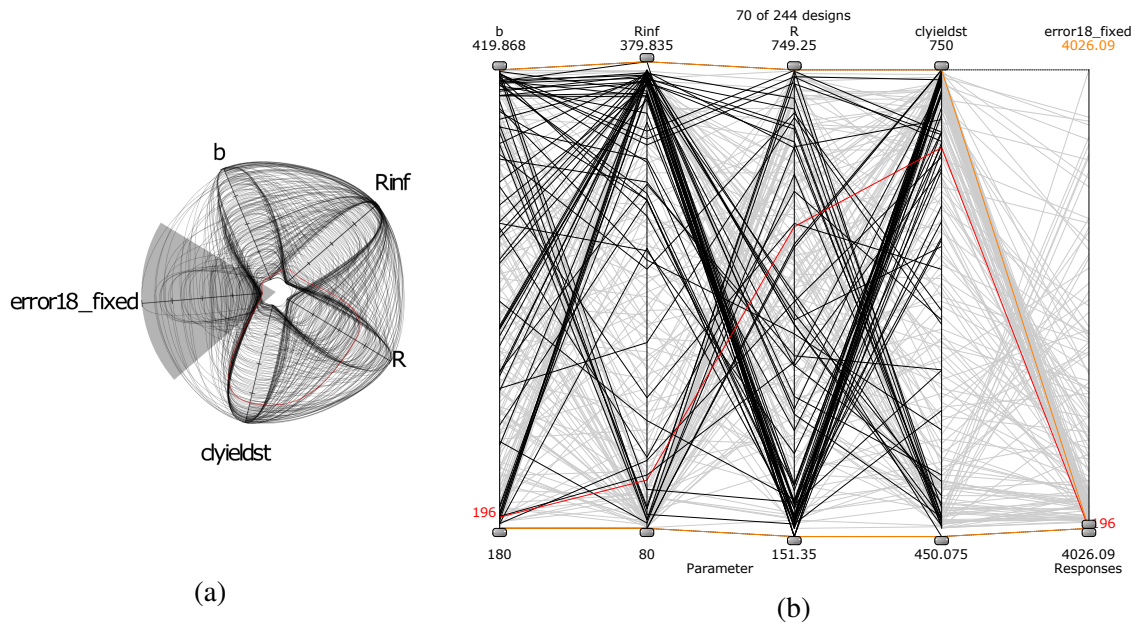 b
Rinf
error18_fixed
R
clyieldst
(a)
70 of 244 designs
b Rinf R clyieldst error18_fixed
419.868 379.835 749.25 750 4026.09
196 196
180 80 151.35 450.075 4026.09
Parameter Responses
(b)